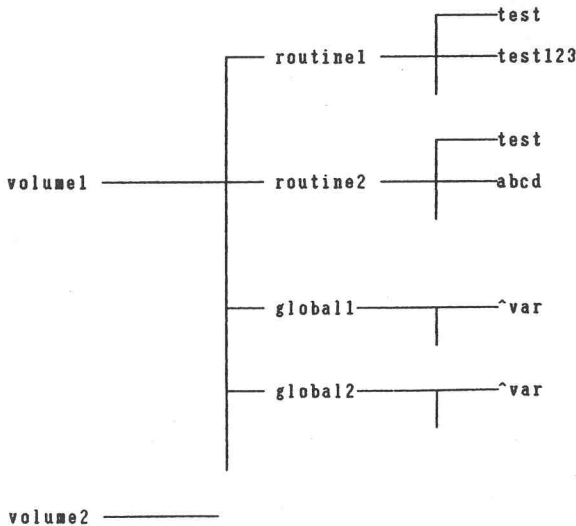 test
routine1 test123
test
volume1 routine2 abcd
global1 ^var
global2 ^var
volume2